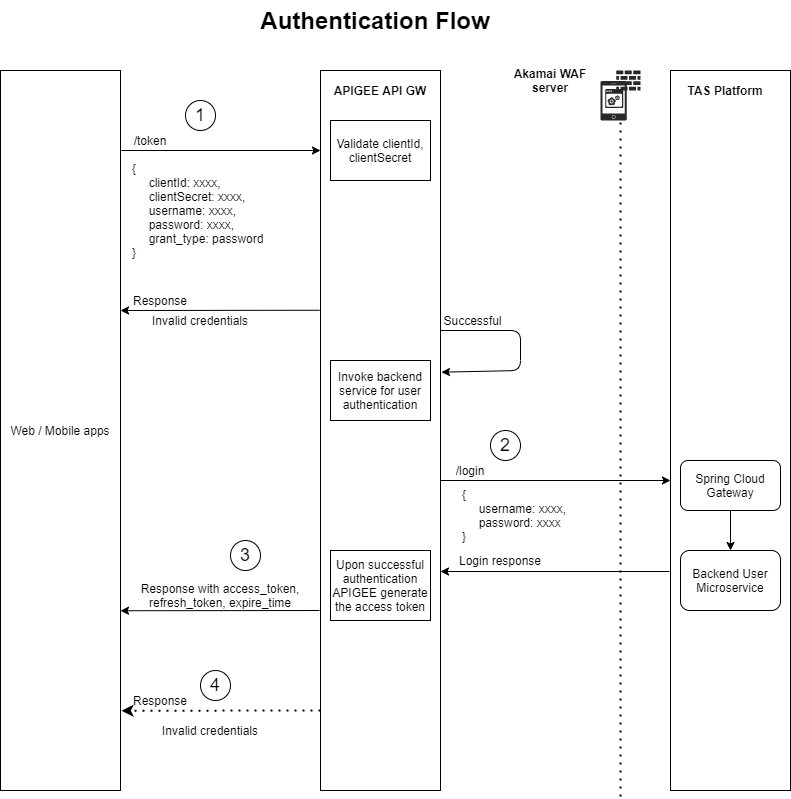 Authentication Flow
Akamai WAF
server
APIGEE API GW
TAS Platform
1
/token
{
clientId: xxxx,
clientSecret: xxxx,
username: xxxx,
password: xxxx,
grant_type: password
}
Validate clientId,
clientSecret
Response
Invalid credentials
Successful
Invoke backend
service for user
authentication
Web / Mobile apps
2
/login
{
username: xxxx,
password: xxxx
}
Spring Cloud
Gateway
Login response
Backend User
Microservice
3
Response with access_token,
refresh_token, expire_time
Upon successful
authentication
APIGEE generate
the access token
4
Response
Invalid credentials